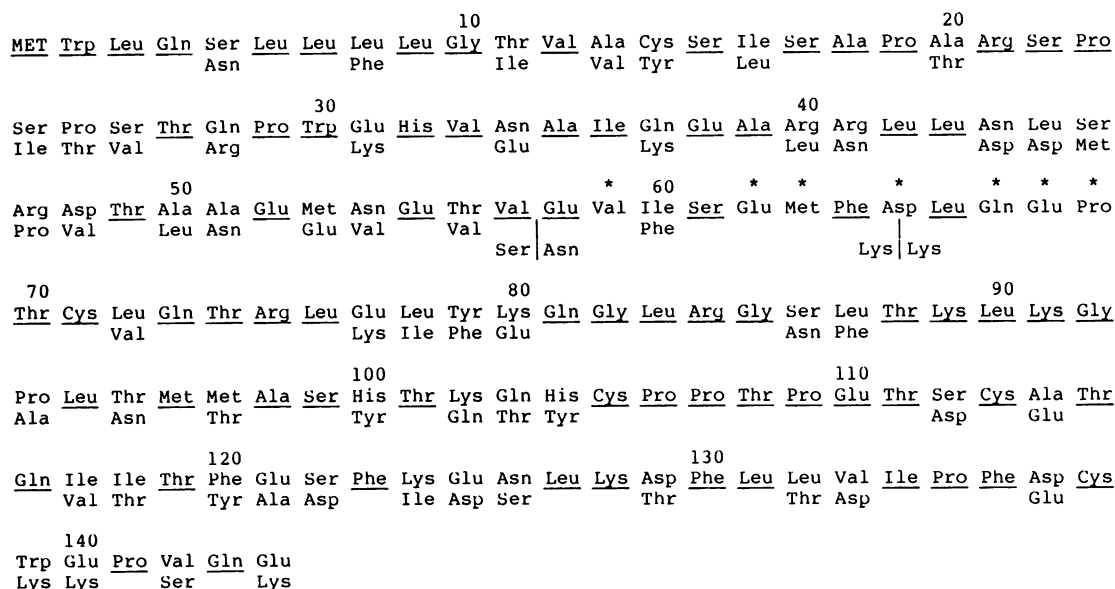 10 20
MET Trp Leu Gln Ser Leu Leu Leu Leu Gly Thr Val Ala Cys Ser Ile Ser Ala Pro Ala Arg Ser Pro
Asn Phe Ile Val Tyr Leu Thr
30 40
Ser Pro Ser Thr Gln Pro Trp Glu His Val Asn Ala Ile Gln Glu Ala Arg Arg Leu Leu Asn Leu Ser
Ile Thr Val Arg Lys Glu Lys Leu Asn Asp Asp Met
50 * 60 * * * * * *
Arg Asp Thr Ala Ala Glu Met Asn Glu Thr Val Glu Val Ile Ser Glu Met Phe Asp Leu Gln Glu Pro
Pro Val Leu Asn Glu Val Val Phe
Ser Asn Lys Lys
70 80 90
Thr Cys Leu Gln Thr Arg Leu Glu Leu Tyr Lys Gln Gly Leu Arg Gly Ser Leu Thr Lys Leu Lys Gly
Val Lys Ile Phe Glu Asn Phe
100 110
Pro Leu Thr Met Met Ala Ser His Thr Lys Gln His Cys Pro Pro Thr Pro Glu Thr Ser Cys Ala Thr
Ala Asn Thr Tyr Gln Thr Tyr Asp Glu
120 130
Gln Ile Ile Thr Phe Glu Ser Phe Lys Glu Asn Leu Lys Asp Phe Leu Leu Val Ile Pro Phe Asp Cys
Val Thr Tyr Ala Asp Ile Asp Ser Thr Thr Asp Glu
140
Trp Glu Pro Val Gln Glu
Lys Lys Ser Lys